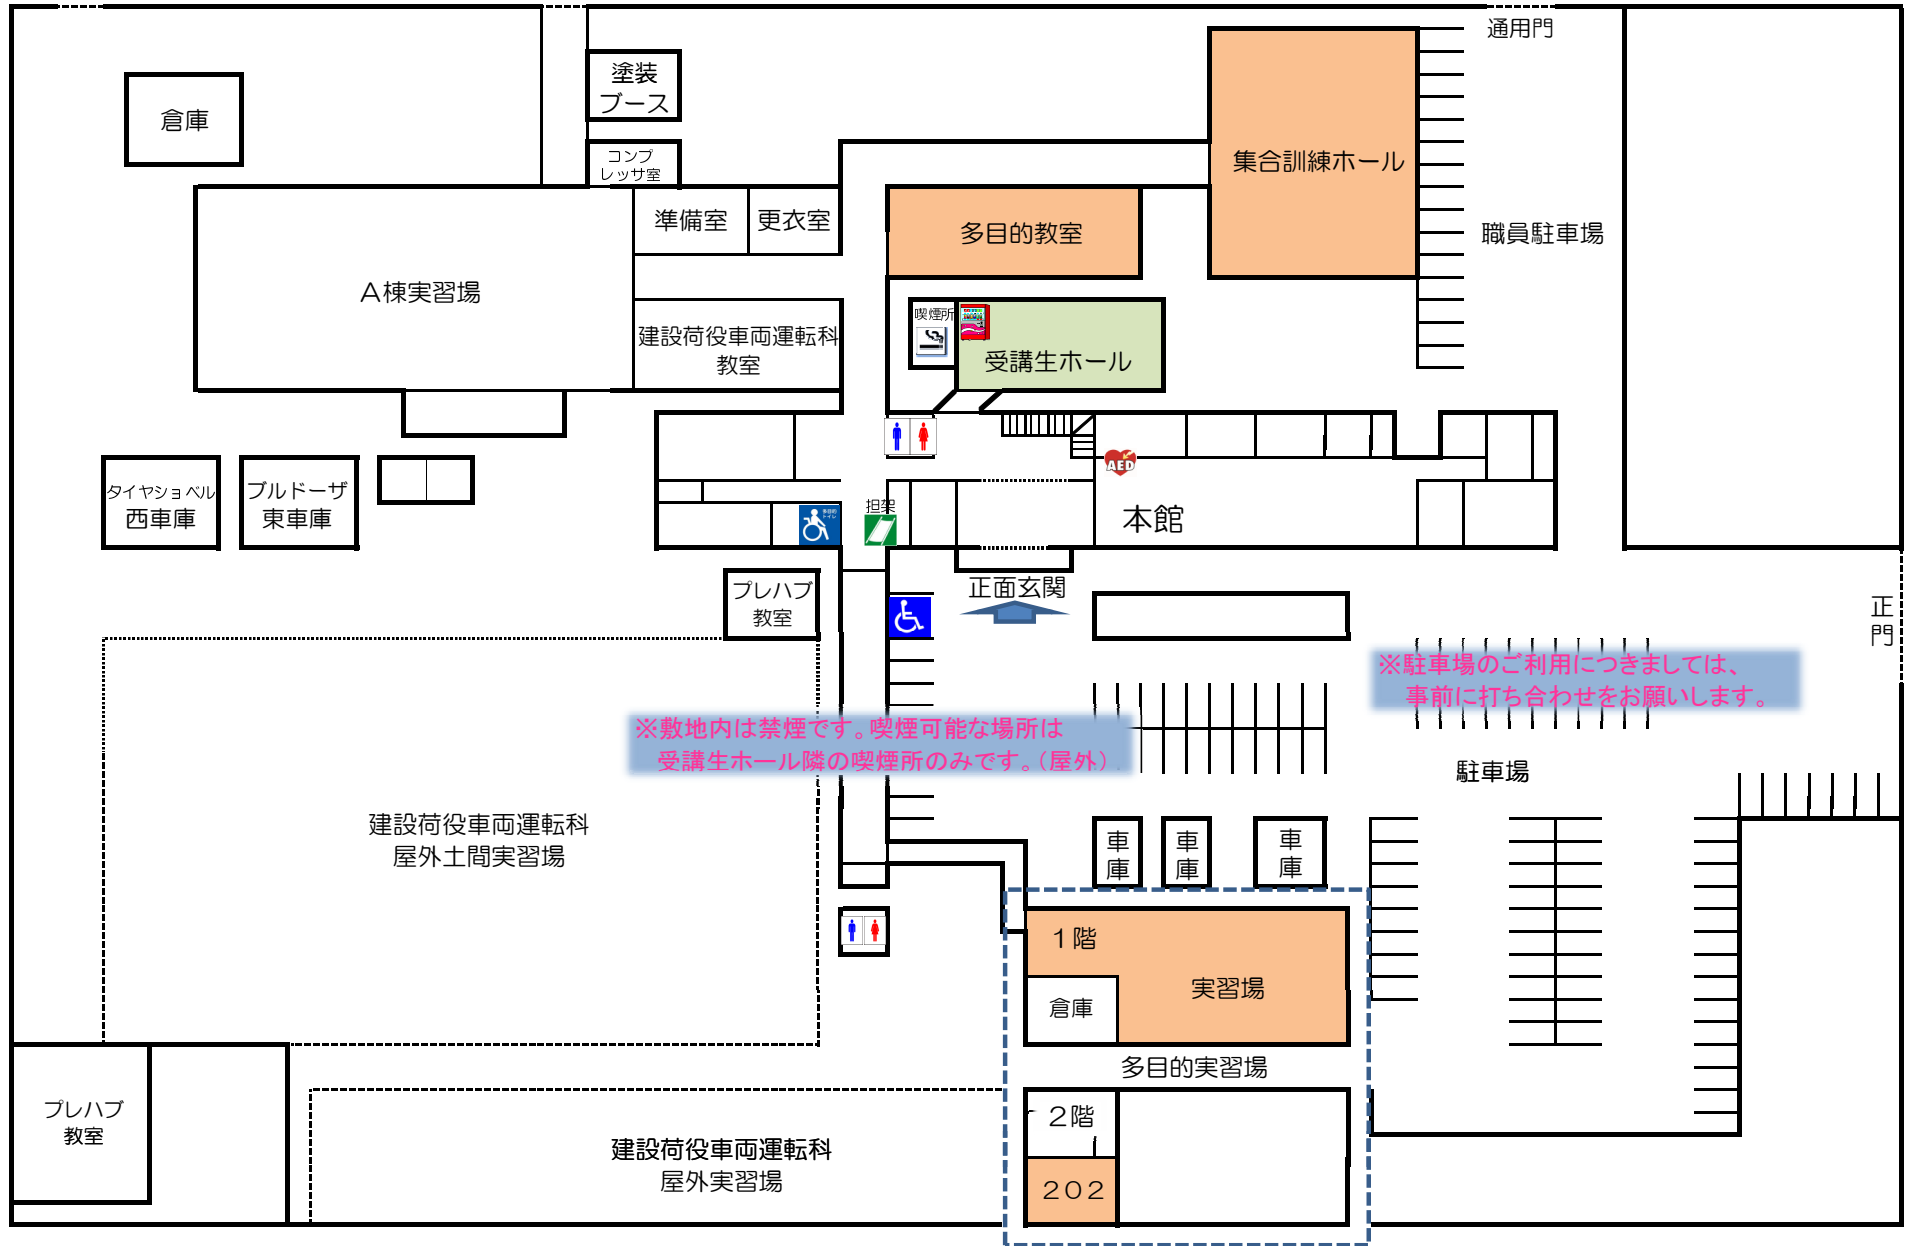 通用門
塗装
ブース
倉庫
コンプ
レッサ室
集合訓練ホール
準備室
更衣室
多目的教室
職員駐車場
A棟実習場
喫煙所
建設荷役車両運転科
教室
受講生ホール
AED
タイヤショベル
西車庫
ブルドーザ
東車庫
担架
多目的
トイレ
本館
プレハブ
教室
正面玄関
正
門
※駐車場のご利用につきましては、
事前に打ち合わせをお願いします。
※敷地内は禁煙です。喫煙可能な場所は
受講生ホール隣の喫煙所のみです。(屋外)
駐車場
建設荷役車両運転科
屋外土間実習場
車
庫
車
庫
車
庫
1階
実習場
倉庫
多目的実習場
プレハブ
教室
2階
建設荷役車両運転科
屋外実習場
202